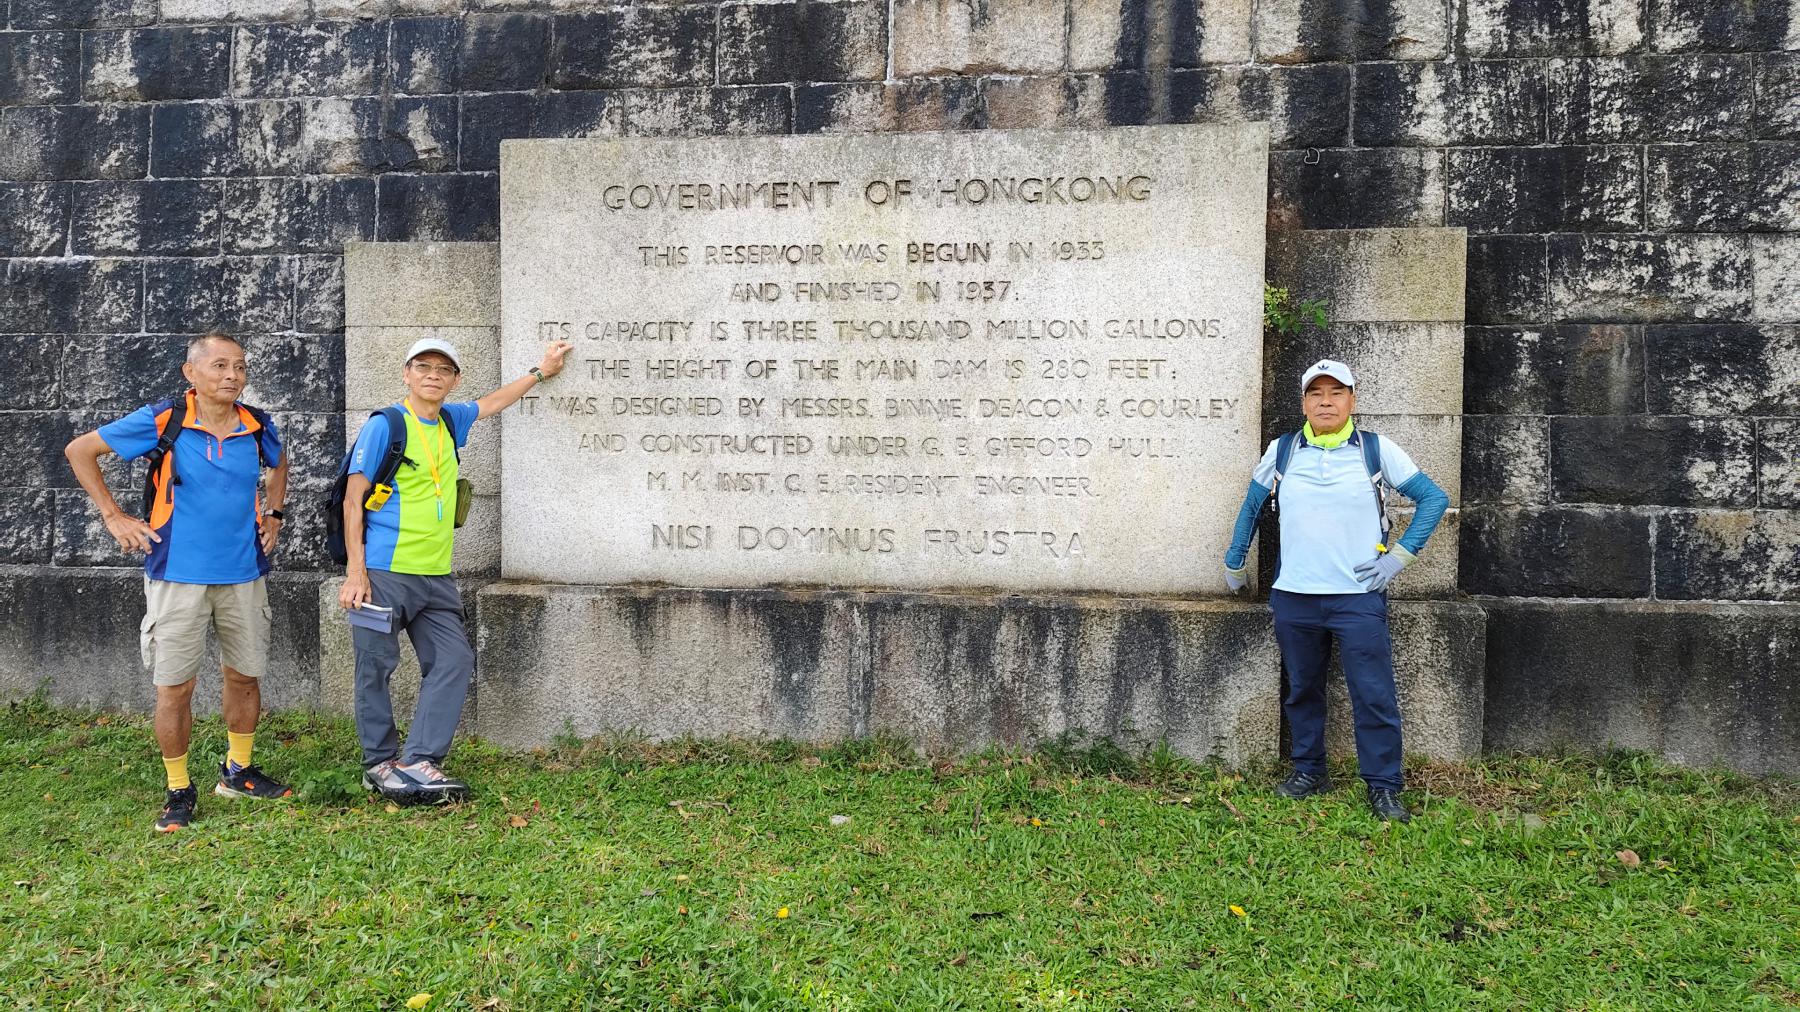 GOVERNMENT OF HONGKONG
THIS RESERVOIR WAS BEGUN IN 1933
AND FINISHED IN 1937:
ITS CAPACITY IS THREE THOUSAND MILLION GALLONS.
THE HEIGHT OF THE MAIN DAM IS 280 FEET:
IT WAS DESIGNED BY MESSRS. BINNIE, DEACON & GOURLEY
AND CONSTRUCTED UNDER G. B. GIFFORD HULL.
M. M. INST. C. E. RESIDENT ENGINEER.
NISI DOMINUS FRUSTRA